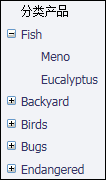 分类产品
Fish
Meno
Eucalyptus
Backyard
Birds
Bugs
Endangered